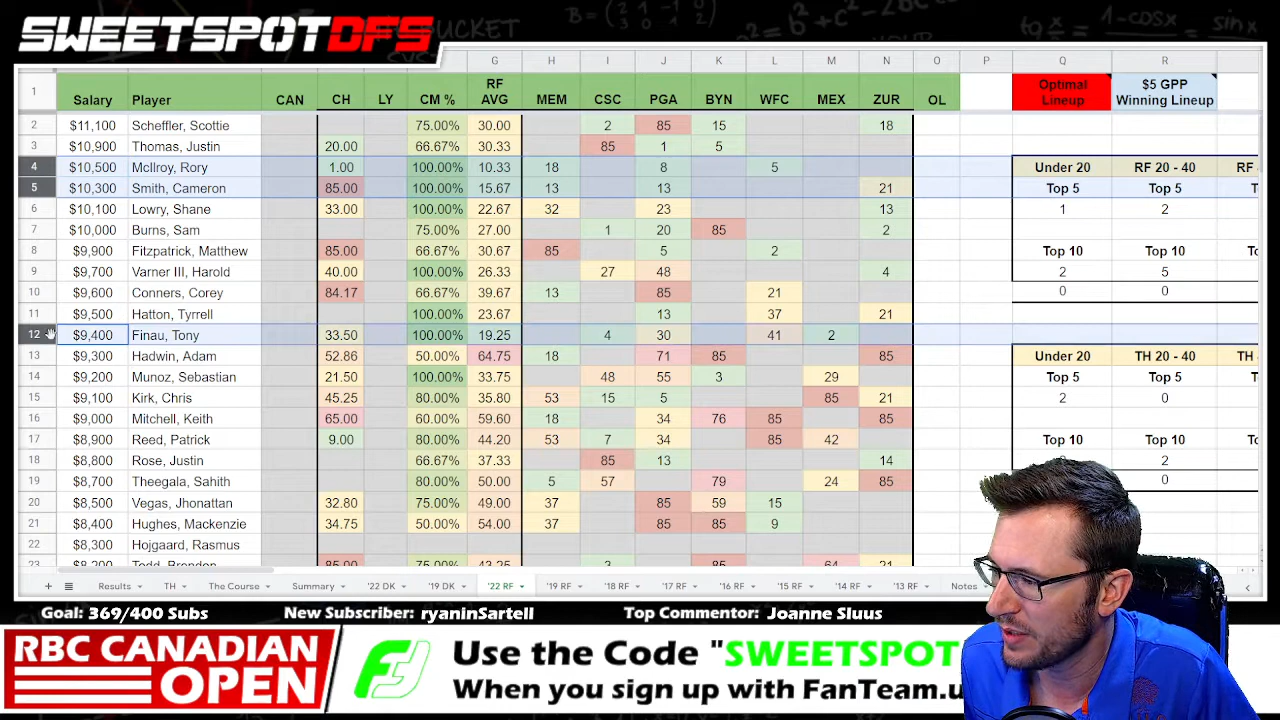 SWEETSPOTDFS
G H I J K L M N O P Q R
1 Salary Player CAN CH LY CM % RF AVG MEM CSC PGA BYN WFC MEX ZUR OL Optimal Lineup $5 GPP Winning Lineup
2 $11,100 Scheffler, Scottie 75.00% 30.00 2 85 15 18
3 $10,900 Thomas, Justin 20.00 66.67% 30.33 85 1 5
4 $10,500 McIlroy, Rory 1.00 100.00% 10.33 18 8 5 Under 20 RF 20 - 40 RF
5 $10,300 Smith, Cameron 85.00 100.00% 15.67 13 13 21 Top 5 Top 5
6 $10,100 Lowry, Shane 33.00 100.00% 22.67 32 23 13 1 2
7 $10,000 Burns, Sam 75.00% 27.00 1 20 85 2
8 $9,900 Fitzpatrick, Matthew 85.00 66.67% 30.67 85 5 2 Top 10 Top 10
9 $9,700 Varner III, Harold 40.00 100.00% 26.33 27 48 4 2 5
10 $9,600 Conners, Corey 84.17 66.67% 39.67 13 85 21 0 0
11 $9,500 Hatton, Tyrrell 100.00% 23.67 13 37 21
12 $9,400 Finau, Tony 33.50 100.00% 19.25 4 30 41 2
13 $9,300 Hadwin, Adam 52.86 50.00% 64.75 18 71 85 85 Under 20 TH 20 - 40 TH
14 $9,200 Munoz, Sebastian 21.50 100.00% 33.75 48 55 3 29 Top 5 Top 5
15 $9,100 Kirk, Chris 45.25 80.00% 35.80 53 15 5 85 21 2 0
16 $9,000 Mitchell, Keith 65.00 60.00% 59.60 18 34 76 85 85
17 $8,900 Reed, Patrick 9.00 80.00% 44.20 53 7 34 85 42 Top 10 Top 10
18 $8,800 Rose, Justin 66.67% 37.33 85 13 14 2
19 $8,700 Theegala, Sahith 80.00% 50.00 5 57 79 24 85 0
20 $8,500 Vegas, Jhonattan 32.80 75.00% 49.00 37 85 59 15
21 $8,400 Hughes, Mackenzie 34.75 50.00% 54.00 37 85 85 9
22 $8,300 Hojgaard, Rasmus
Todd, Brendon
+ Results TH The Course Summary '22 DK '19 DK '22 RF '19 RF '18 RF '17 RF '16 RF '15 RF '14 RF '13 RF Notes
Goal: 369/400 Subs New Subscriber: ryaninSartell Top Commentor: Joanne Sluus
RBC CANADIAN OPEN
Use the Code "SWEETSPOT
When you sign up with FanTeam.u